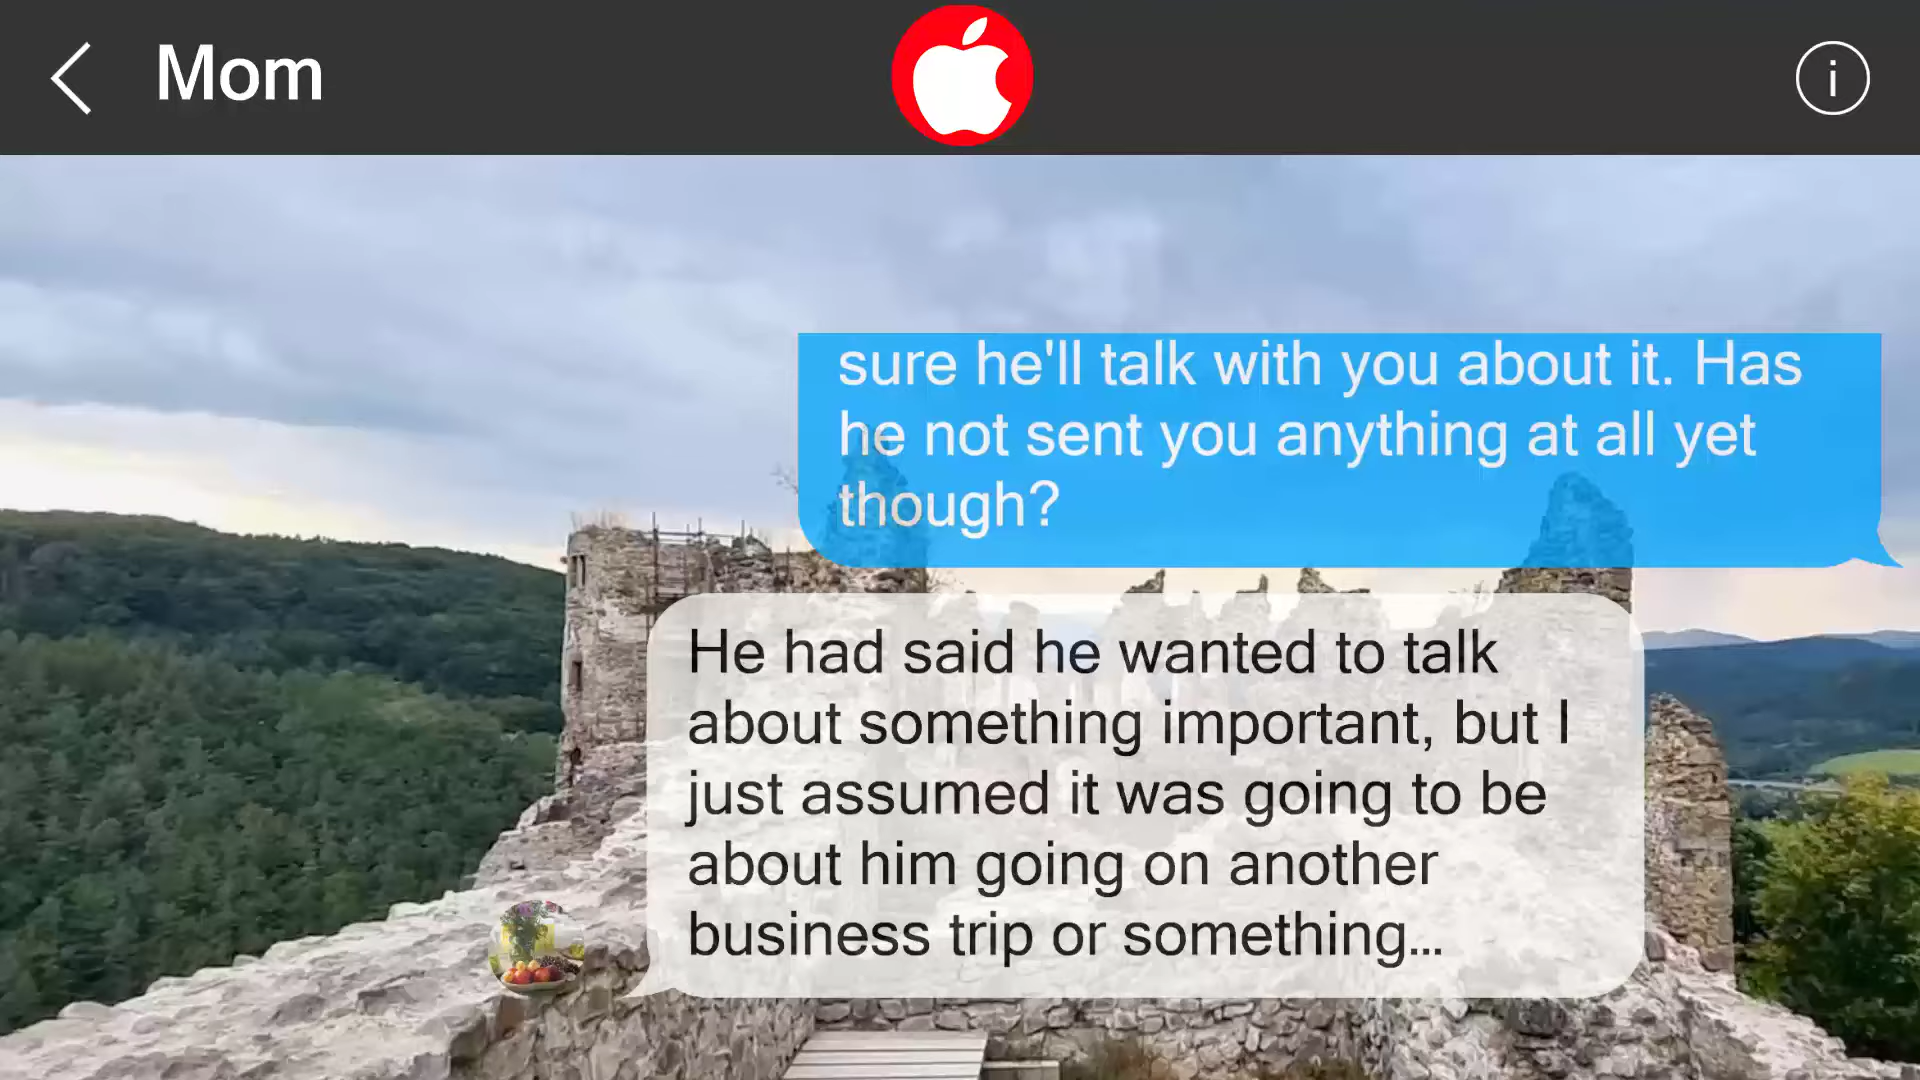 Mom
i
sure he'll talk with you about it. Has
he not sent you anything at all yet
though?
He had said he wanted to talk
about something important, but I
just assumed it was going to be
about him going on another
business trip or something...